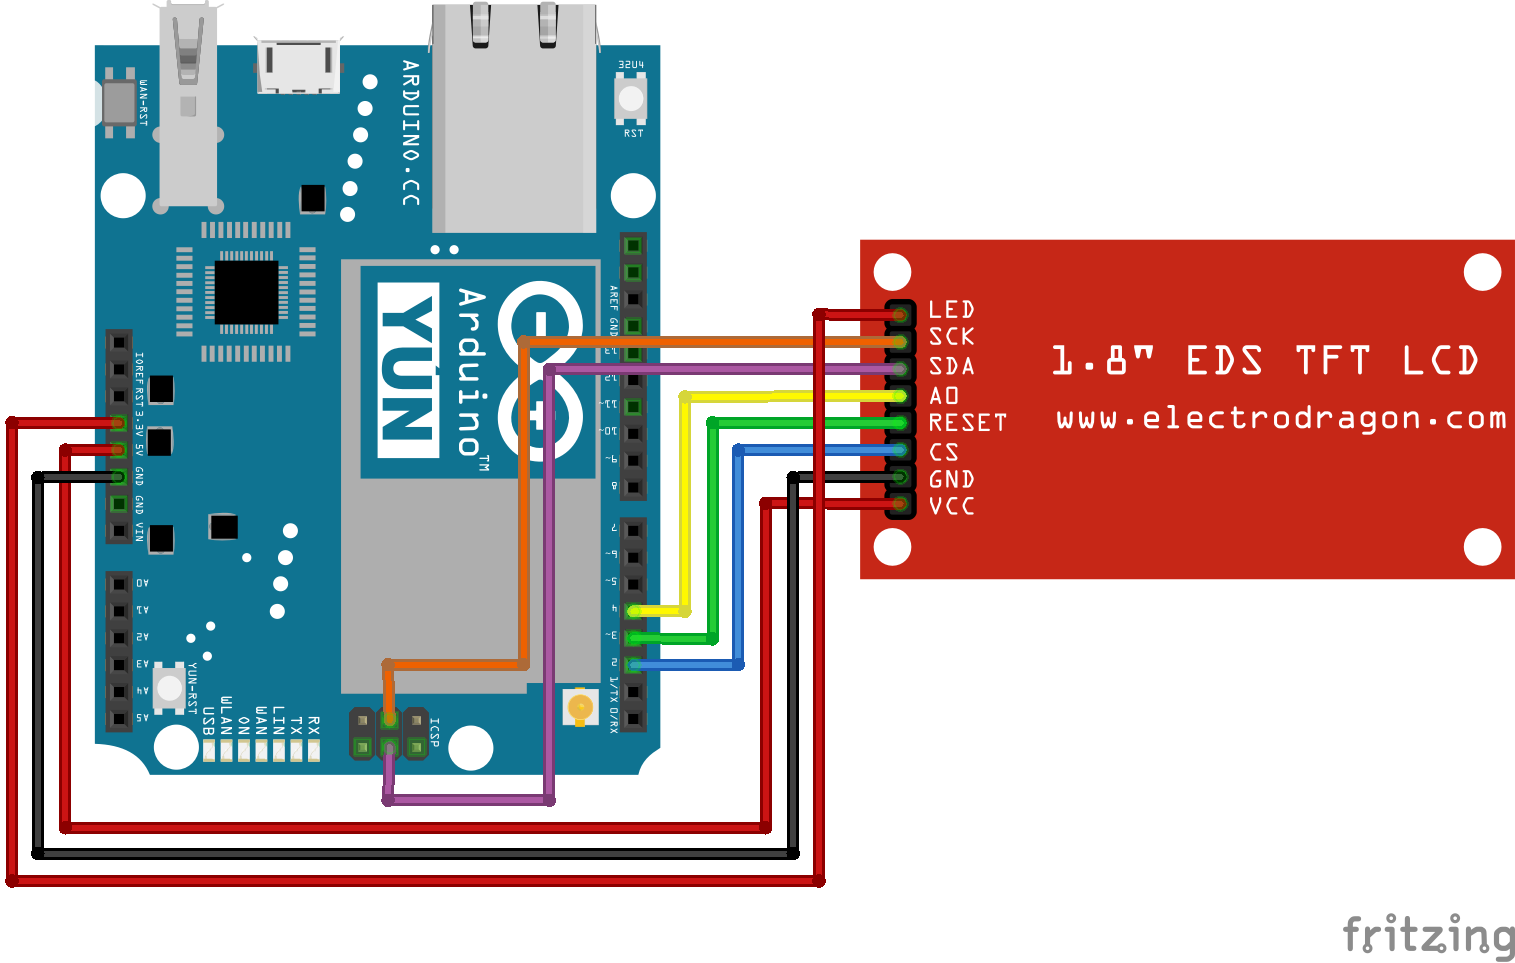 WAN-RST
ARDUINO.CC
32U4
RST
YÚN
Arduino™
AREF
GND
13
12
~11
~10
~9
8
7
~6
~5
4
~3
2
1/TX
0/RX
IOREF
RST
3.3V
5V
GND
GND
VIN
A0
A1
A2
A3
A4
A5
YUN-RST
USB
WLAN
ON
WAN
LIN
TX
RX
ICSP
LED
SCK
SDA
A0
RESET
CS
GND
VCC
1.8" EDS TFT LCD
www.electrodragon.com
fritzing